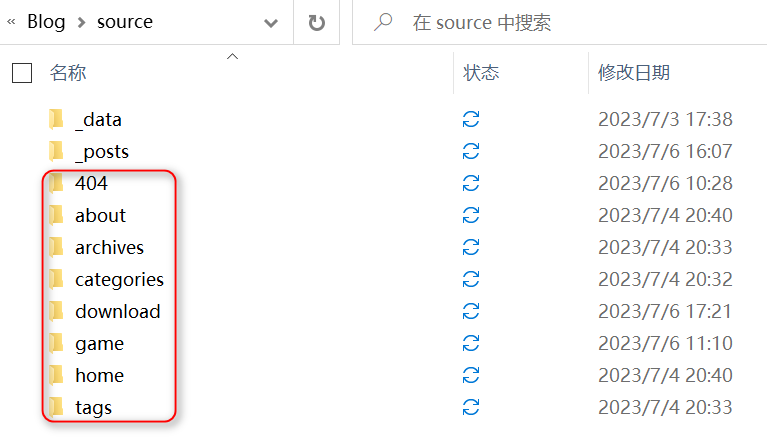 « Blog > source 在 source 中搜索
名称 状态 修改日期
_data 2023/7/3 17:38
_posts 2023/7/6 16:07
404 2023/7/6 10:28
about 2023/7/4 20:40
archives 2023/7/4 20:33
categories 2023/7/4 20:32
download 2023/7/6 17:21
game 2023/7/6 11:10
home 2023/7/4 20:40
tags 2023/7/4 20:33